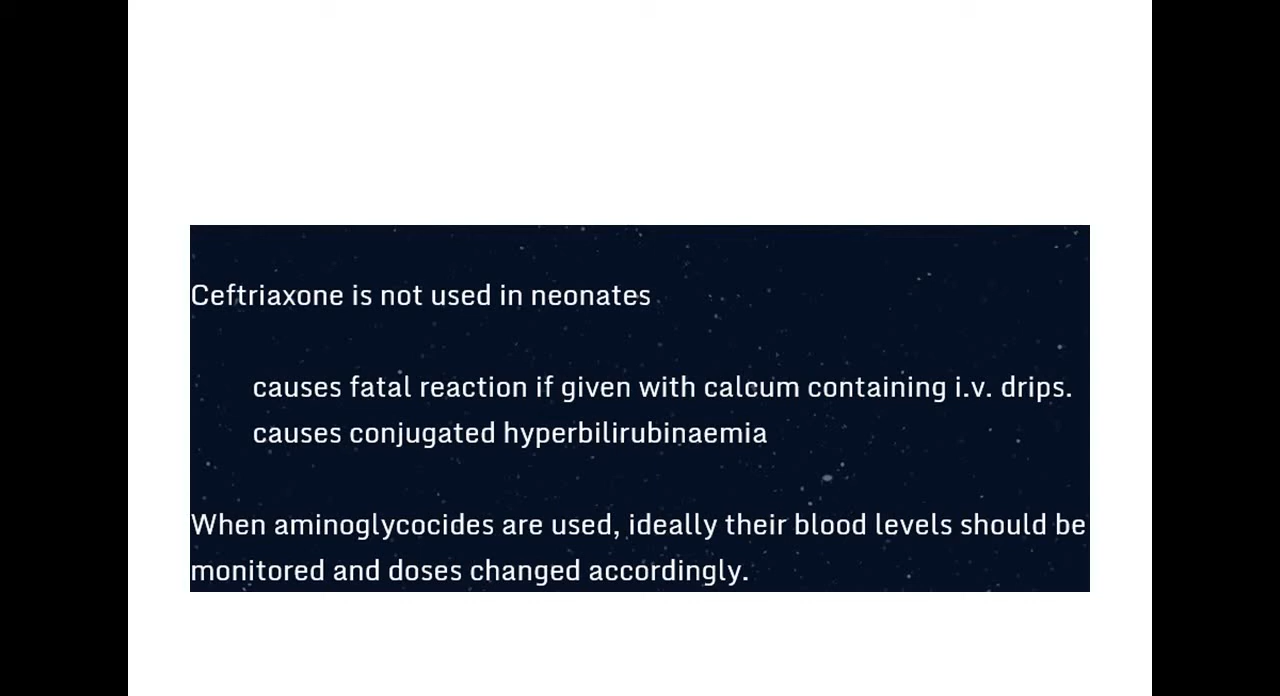 Ceftriaxone is not used in neonates
causes fatal reaction if given with calcum containing i.v. drips.
causes conjugated hyperbilirubinaemia
When aminoglycocides are used, ideally their blood levels should be
monitored and doses changed accordingly.